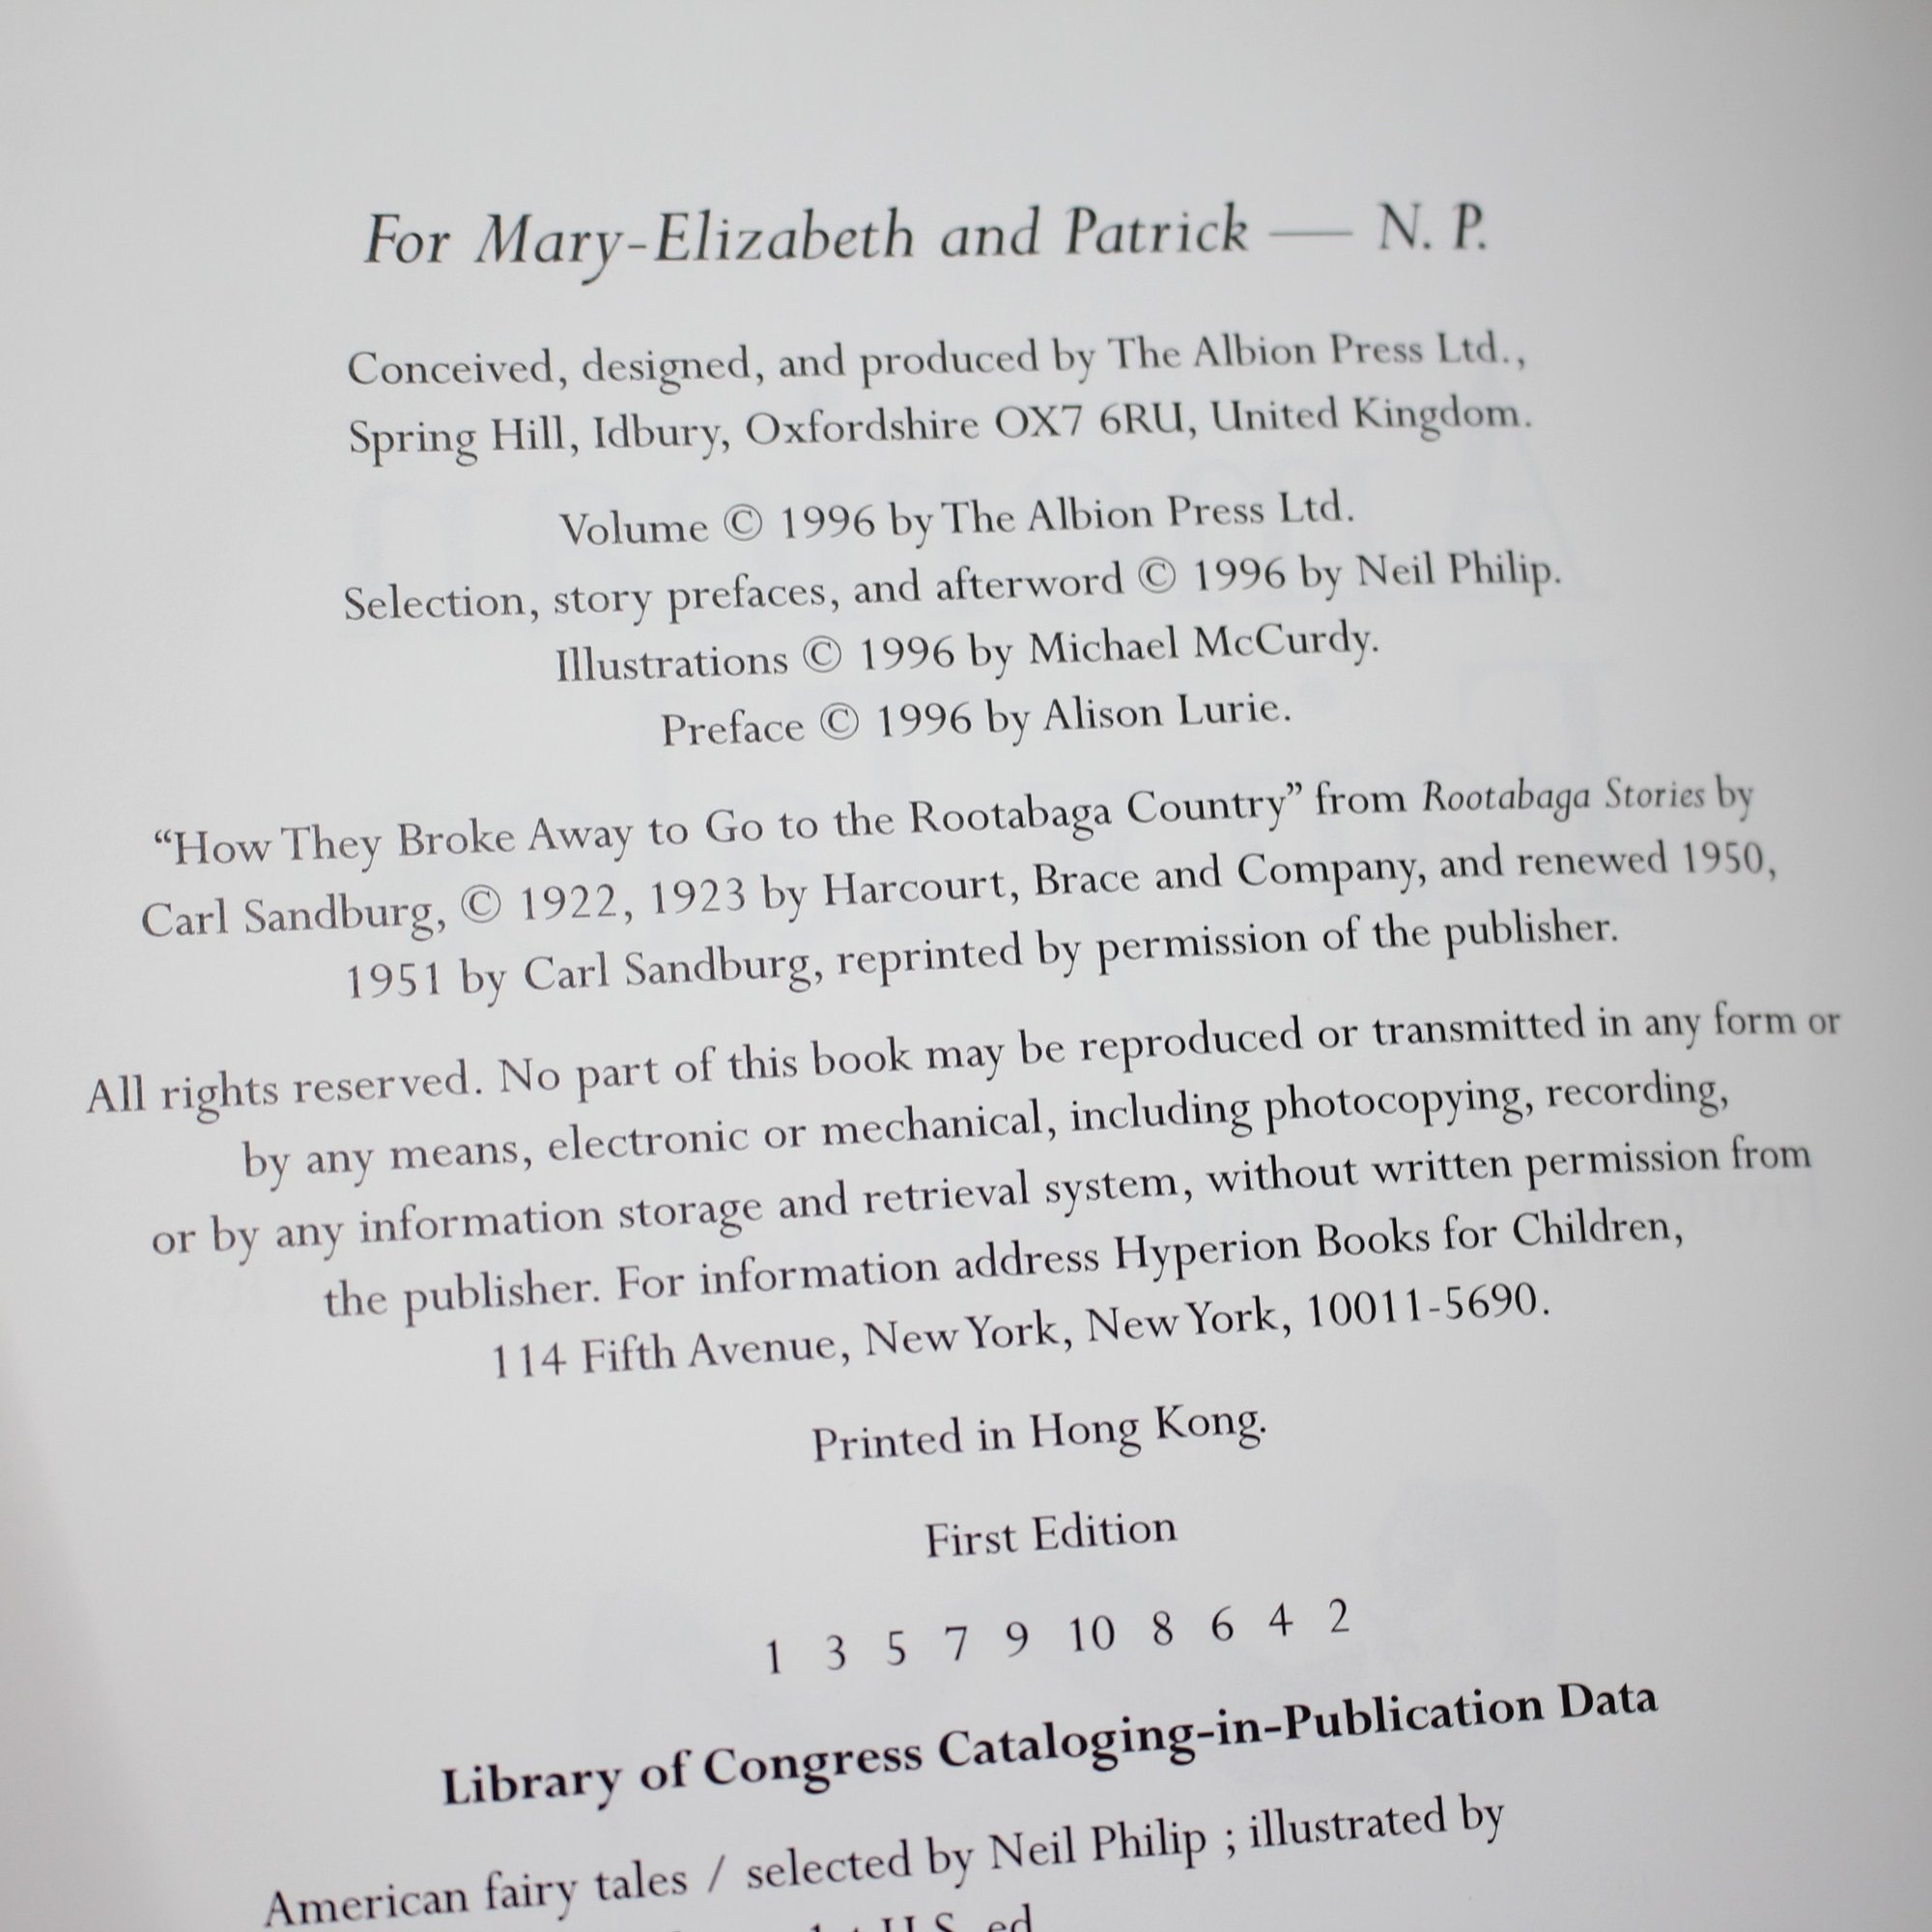 For Mary-Elizabeth and Patrick — N. P.
Conceived, designed, and produced by The Albion Press Ltd.,
Spring Hill, Idbury, Oxfordshire OX7 6RU, United Kingdom.
Volume © 1996 by The Albion Press Ltd.
Selection, story prefaces, and afterword © 1996 by Neil Philip.
Illustrations © 1996 by Michael McCurdy.
Preface © 1996 by Alison Lurie.
“How They Broke Away to Go to the Rootabaga Country” from Rootabaga Stories by
Carl Sandburg, © 1922, 1923 by Harcourt, Brace and Company, and renewed 1950,
1951 by Carl Sandburg, reprinted by permission of the publisher.
All rights reserved. No part of this book may be reproduced or transmitted in any form or
by any means, electronic or mechanical, including photocopying, recording,
or by any information storage and retrieval system, without written permission from
the publisher. For information address Hyperion Books for Children,
114 Fifth Avenue, New York, New York, 10011-5690.
Printed in Hong Kong.
First Edition
1 3 5 7 9 10 8 6 4 2
Library of Congress Cataloging-in-Publication Data
American fairy tales / selected by Neil Philip ; illustrated by
U.S. ed.